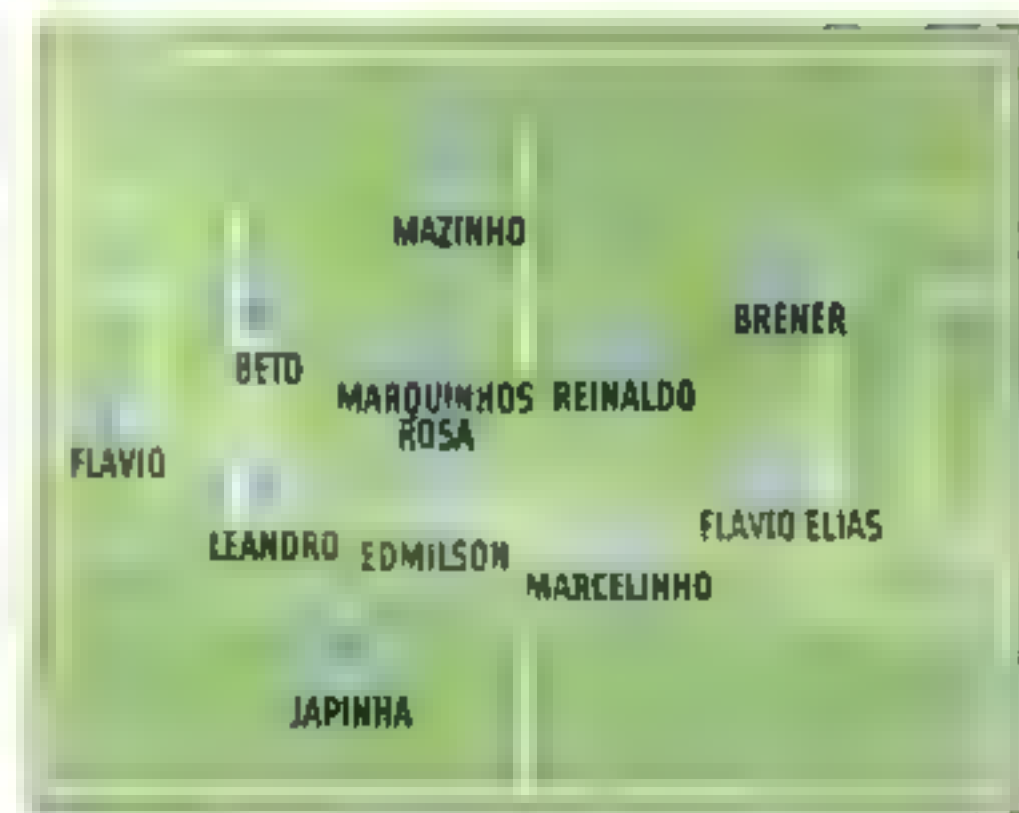 MAZINHO
BRENER
BETO
MARQUINHOS
ROSA
REINALDO
FLAVIO
LEANDRO
EDMILSON
FLAVIO ELIAS
MARCELINHO
JAPINHA